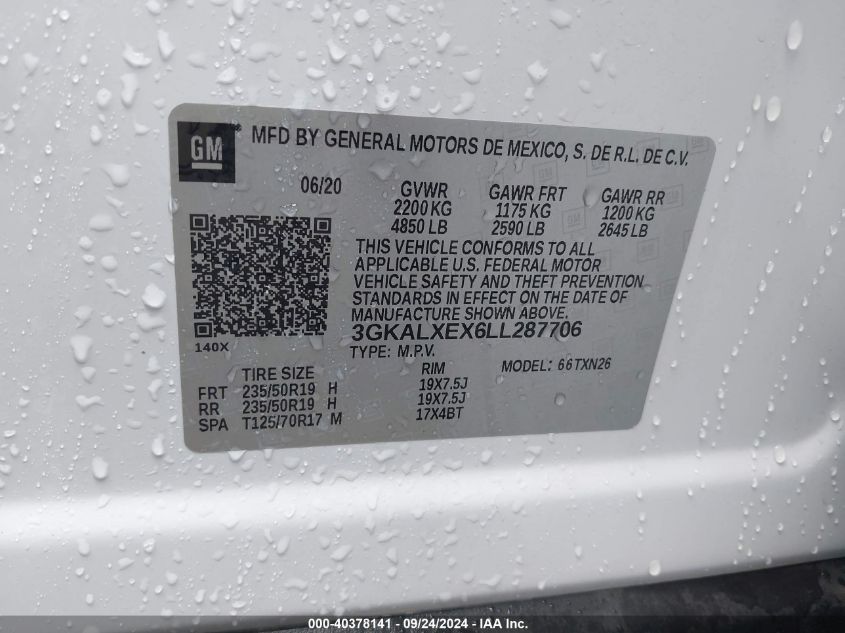 GM
MFD BY GENERAL MOTORS DE MEXICO, S. DE R.L. DE C.V.
06/20 GVWR GAWR FRT GAWR RR
2200 KG 1175 KG 1200 KG
4850 LB 2590 LB 2645 LB
THIS VEHICLE CONFORMS TO ALL
APPLICABLE U.S. FEDERAL MOTOR
VEHICLE SAFETY AND THEFT PREVENTION
STANDARDS IN EFFECT ON THE DATE OF
MANUFACTURE SHOWN ABOVE.
3GKALXEX6LL287706
140X TYPE: M.P.V. MODEL: 66TXN26
TIRE SIZE RIM
FRT 235/50R19 H 19X7.5J
RR 235/50R19 H 19X7.5J
SPA T125/70R17 M 17X4BT
000-40378141 - 09/24/2024 - IAA Inc.